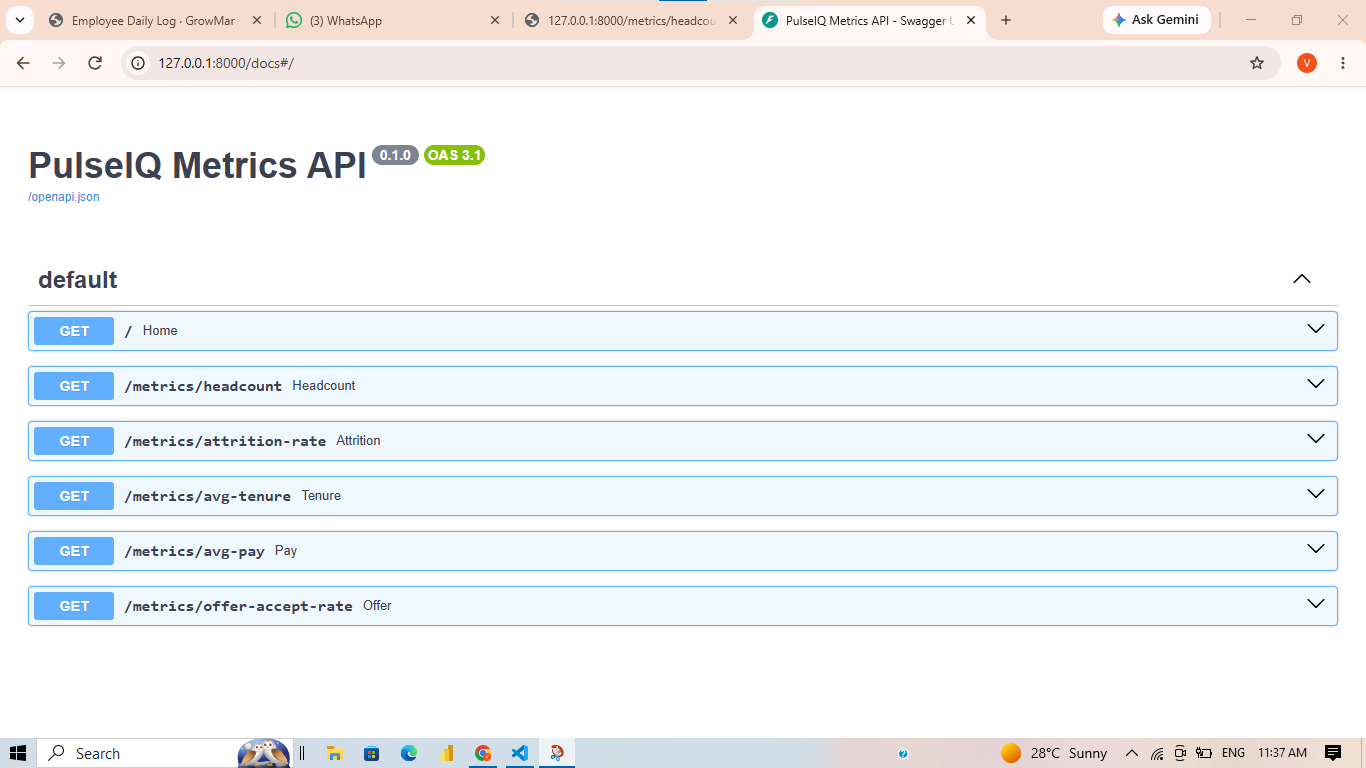 Employee Daily Log · GrowMar
(3) WhatsApp
127.0.0.1:8000/metrics/headcou
PulseIQ Metrics API - Swagger U
Ask Gemini
127.0.0.1:8000/docs#/
V
PulseIQ Metrics API 0.1.0 OAS 3.1
/openapi.json
default
GET / Home
GET /metrics/headcount Headcount
GET /metrics/attrition-rate Attrition
GET /metrics/avg-tenure Tenure
GET /metrics/avg-pay Pay
GET /metrics/offer-accept-rate Offer
Search
28°C Sunny
ENG
11:37 AM